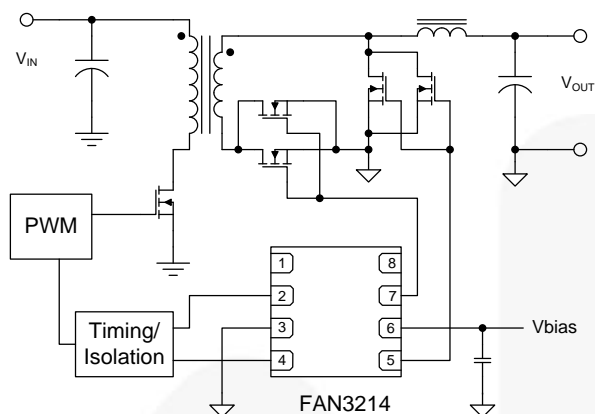 VIN
VOUT
PWM
Timing/
Isolation
1
2
3
4
8
7
6
5
Vbias
FAN3214